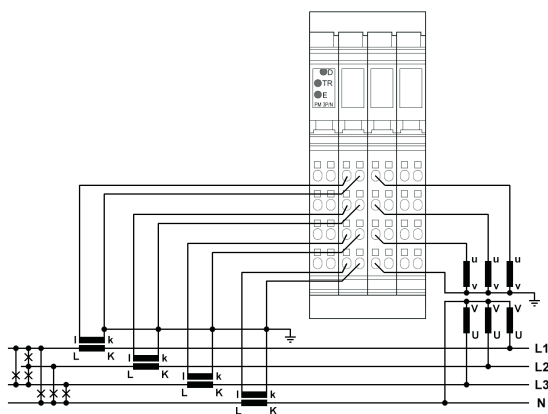 D
TR
E
PM 3P/N
u u u
v v v
V V V
U U U
l k
L K
L1
l k
L K
L2
l k
L K
L3
l k
L K
N